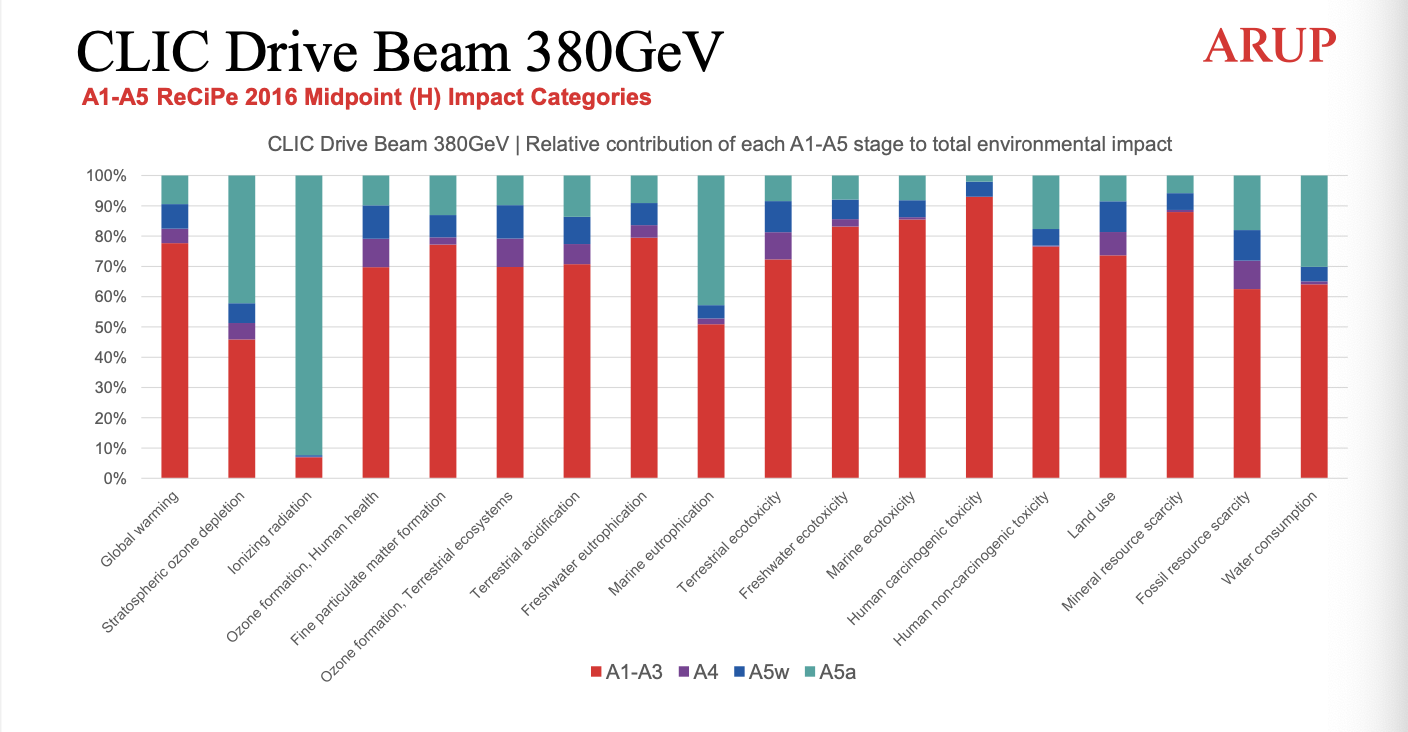 CLIC Drive Beam 380GeV
ARUP
A1-A5 ReCiPe 2016 Midpoint (H) Impact Categories
CLIC Drive Beam 380GeV | Relative contribution of each A1-A5 stage to total environmental impact
100%
90%
80%
70%
60%
50%
40%
30%
20%
10%
0%
Global warming
Stratospheric ozone depletion
Ionizing radiation
Ozone formation, Human health
Fine particulate matter formation
Ozone formation, Terrestrial ecosystems
Terrestrial acidification
Freshwater eutrophication
Marine eutrophication
Terrestrial ecotoxicity
Freshwater ecotoxicity
Marine ecotoxicity
Human carcinogenic toxicity
Human non-carcinogenic toxicity
Land use
Mineral resource scarcity
Fossil resource scarcity
Water consumption
A1-A3 A4 A5w A5a